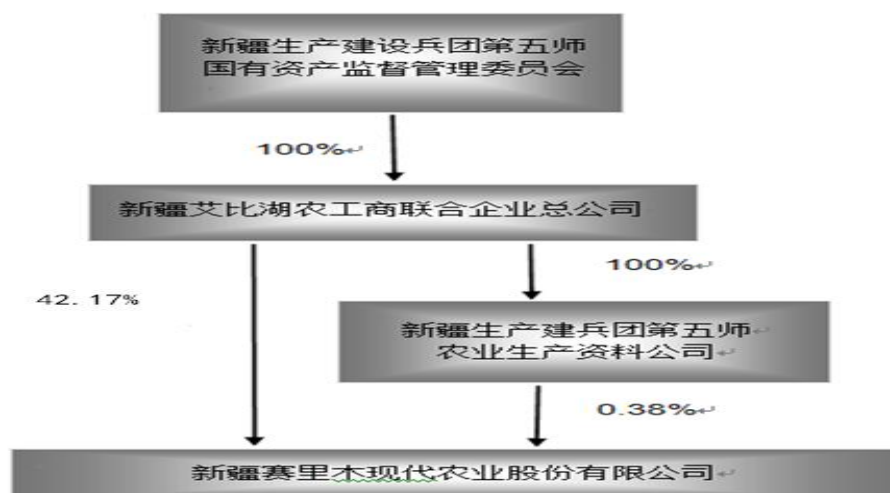 新疆生产建设兵团第五师
国有资产监督管理委员会
100%
新疆艾比湖农工商联合企业总公司
100%
42.17%
新疆生产建兵团第五师
农业生产资料公司
0.38%
新疆赛里木现代农业股份有限公司